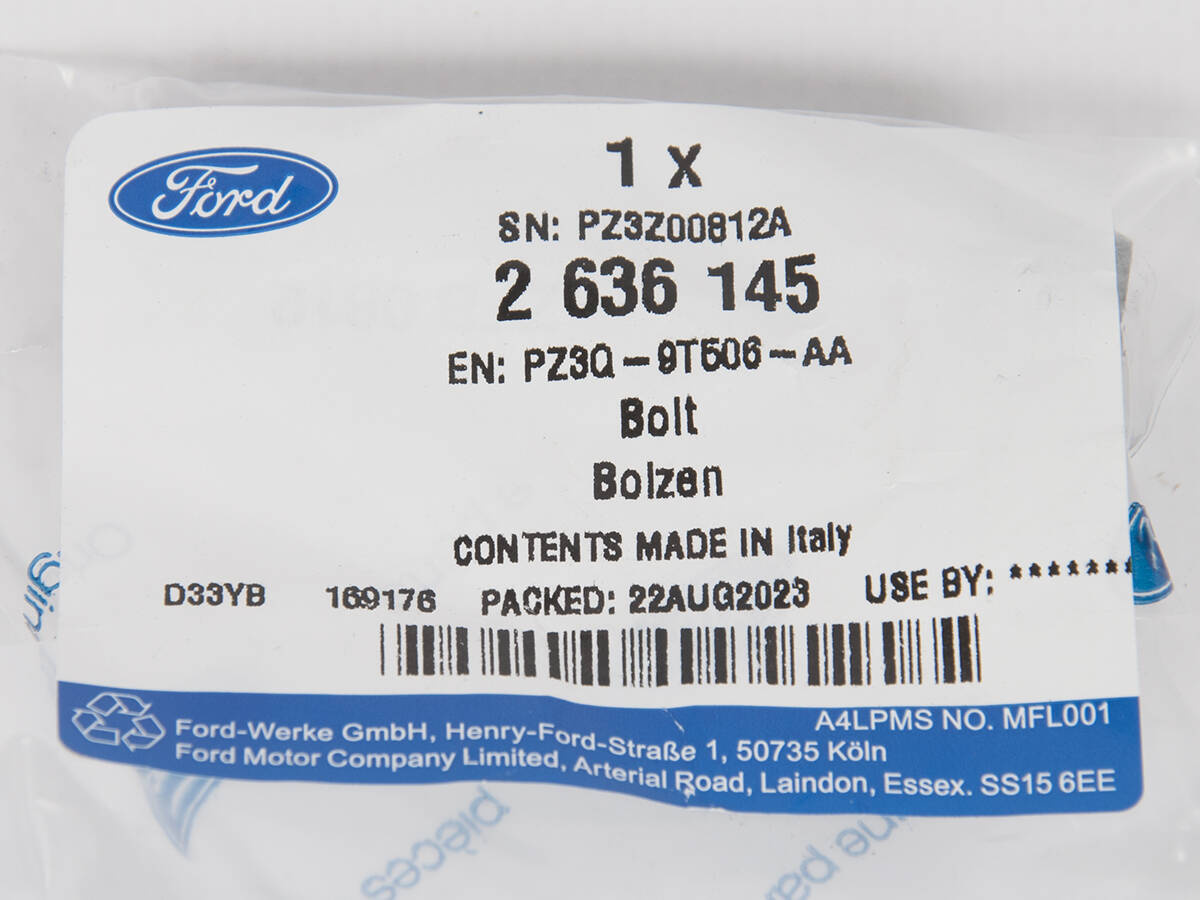 Ford
1 x
SN: PZ3Z00812A
2 636 145
EN: PZ3Q-9T506-AA
Bolt
Bolzen
CONTENTS MADE IN Italy
D33YB 169176 PACKED: 22AUG2023 USE BY: *******
A4LPMS NO. MFL001
Ford-Werke GmbH, Henry-Ford-Straße 1, 50735 Köln
Ford Motor Company Limited, Arterial Road, Laindon, Essex. SS15 6EE
pièces